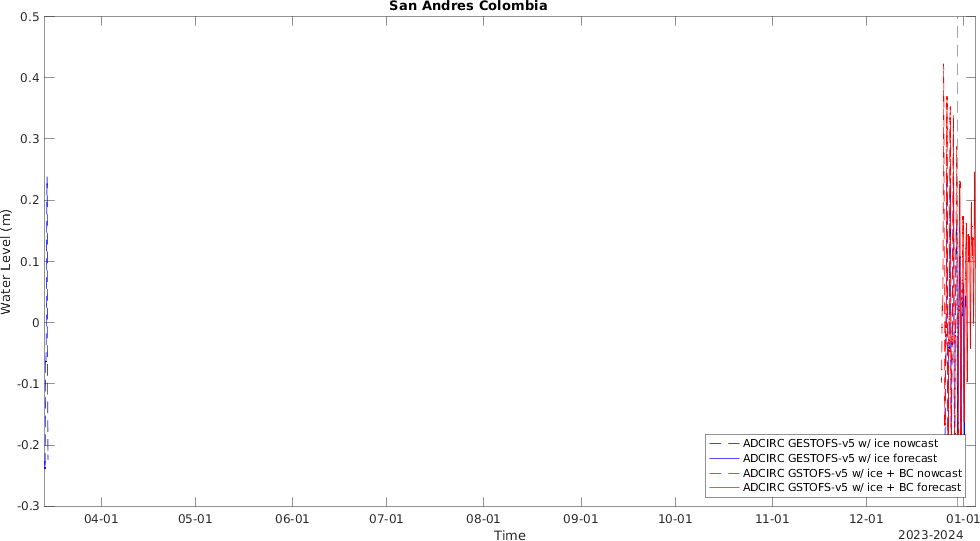 San Andres Colombia
0.5
0.4
0.3
0.2
0.1
0
-0.1
-0.2
-0.3
Water Level (m)
ADCIRC GESTOFS-v5 w/ ice nowcast
ADCIRC GESTOFS-v5 w/ ice forecast
ADCIRC GSTOFS-v5 w/ ice + BC nowcast
ADCIRC GSTOFS-v5 w/ ice + BC forecast
04-01 05-01 06-01 07-01 08-01 09-01 10-01 11-01 12-01 01-01
Time
2023-2024